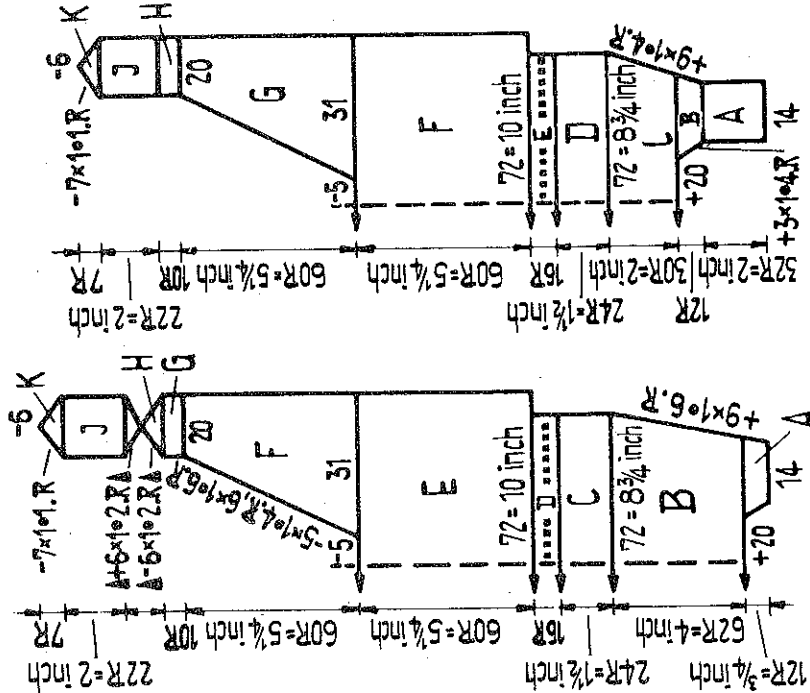 -6
K
-7×1•1.R
J
▲+6×1•2.R▲
▲-6×1•2.R▲
H
G
20
F
-5×1•4.R, 6×1•6.R
31
-5
E
72 = 10 inch
D
C
72 = 8¾ inch
B
+9×1•6.R
+20
14
A
7R
22R=2 inch
10R
60R=5¼ inch
60R=5¼ inch
16R
24R=1½ inch
62R=4 inch
12R=¾ inch
-6
K
-7×1•1.R
J
H
20
G
31
-5
F
72 = 10 inch
E
D
72 = 8¾ inch
+9×1•4.R
C
B
+20
A
14
+3×1•4.R
7R
22R=2 inch
10R
60R=5¼ inch
60R=5¼ inch
16R
24R=1½ inch
30R=2 inch
12R
32R=2 inch